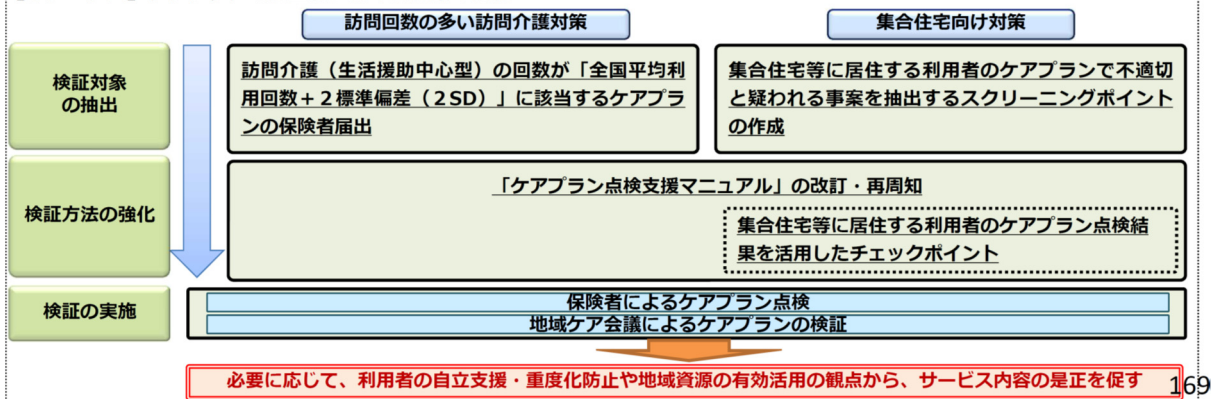 訪問回数の多い訪問介護対策
集合住宅向け対策
検証対象
の抽出
訪問介護（生活援助中心型）の回数が「全国平均利
用回数＋２標準偏差（２SD）」に該当するケアプラ
ンの保険者届出
集合住宅等に居住する利用者のケアプランで不適切
と疑われる事案を抽出するスクリーニングポイント
の作成
検証方法の強化
「ケアプラン点検支援マニュアル」の改訂・再周知
集合住宅等に居住する利用者のケアプラン点検結
果を活用したチェックポイント
検証の実施
保険者によるケアプラン点検
地域ケア会議によるケアプランの検証
必要に応じて、利用者の自立支援・重度化防止や地域資源の有効活用の観点から、サービス内容の是正を促す
169